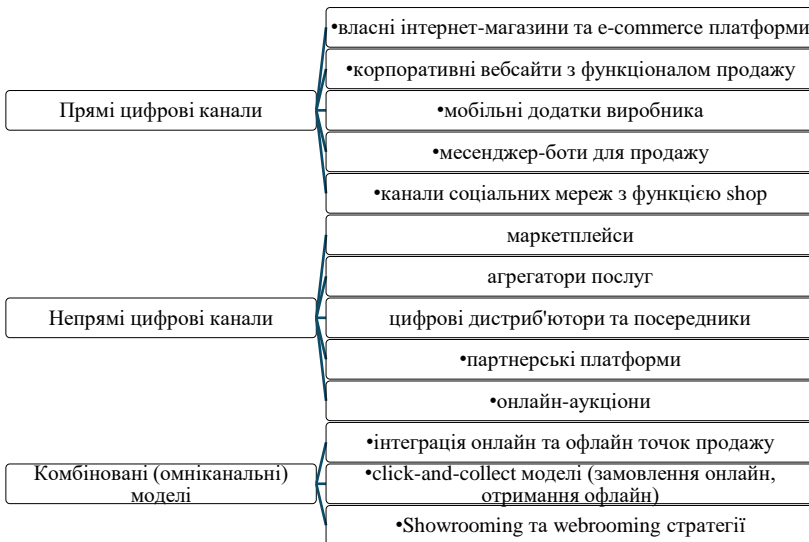 Прямі цифрові канали
•власні інтернет-магазини та e-commerce платформи
•корпоративні вебсайти з функціоналом продажу
•мобільні додатки виробника
•месенджер-боти для продажу
•канали соціальних мереж з функцією shop
Непрямі цифрові канали
маркетплейси
агрегатори послуг
цифрові дистриб'ютори та посередники
•партнерські платформи
•онлайн-аукціони
Комбіновані (омніканальні)
моделі
•інтеграція онлайн та офлайн точок продажу
•click-and-collect моделі (замовлення онлайн,
отримання офлайн)
•Showrooming та webrooming стратегії